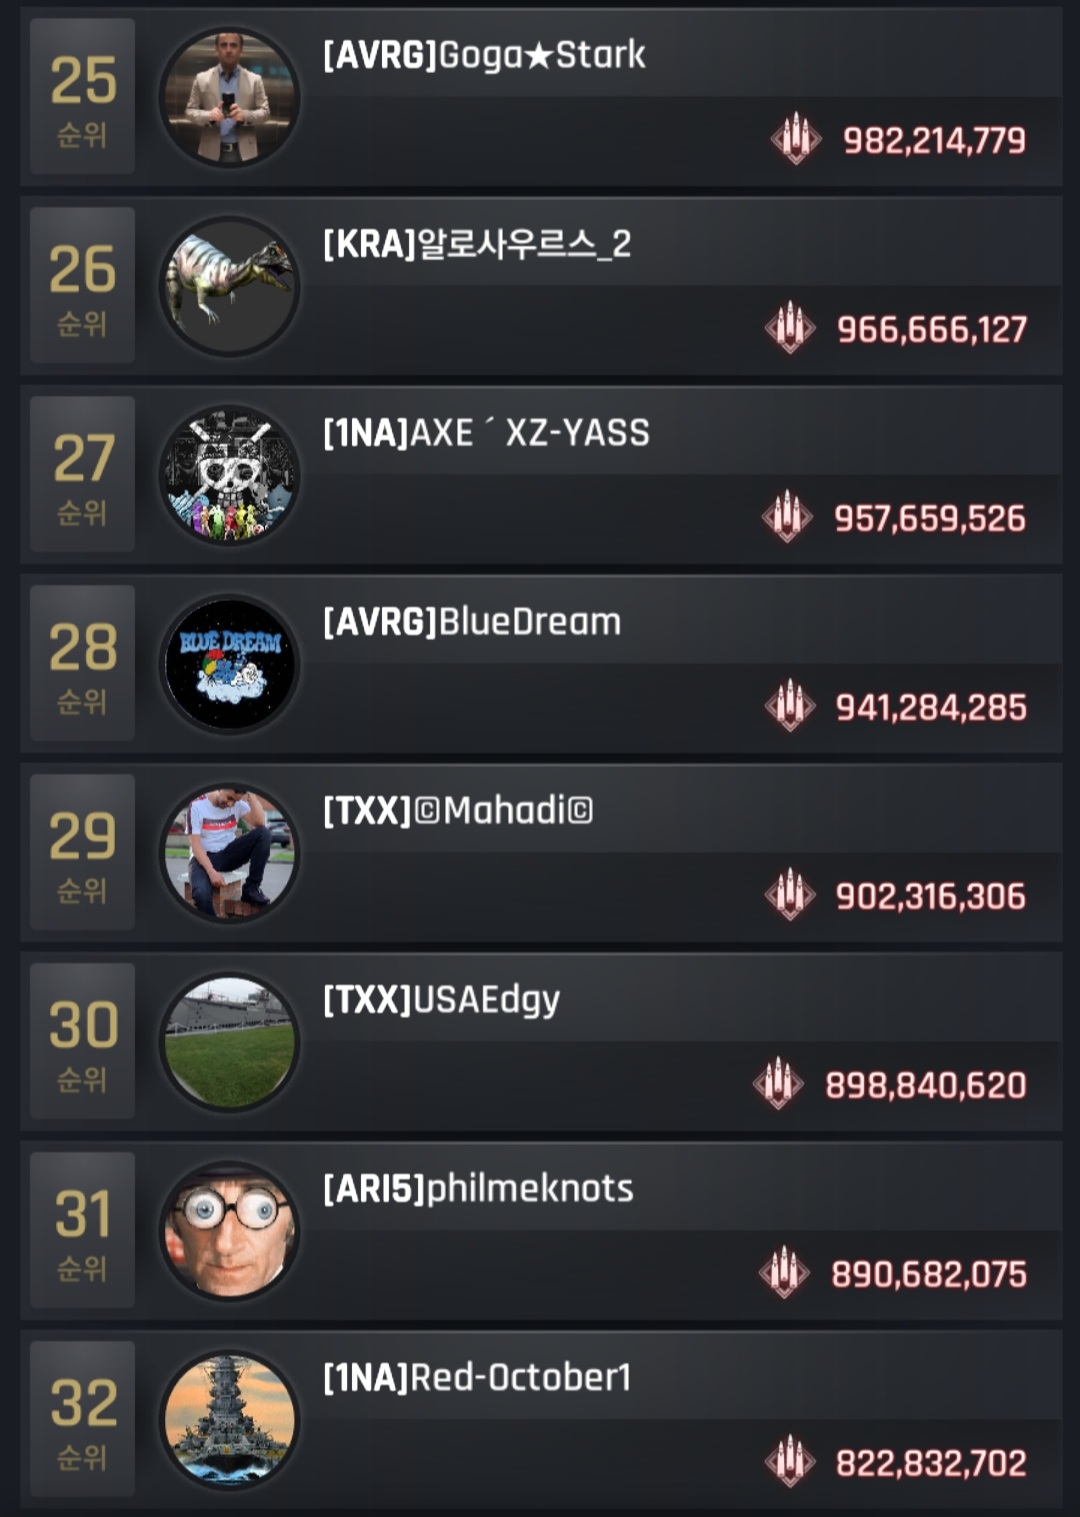 25
순위
[AVRG]Goga★Stark
982,214,779
26
순위
[KRA]알로사우르스_2
966,666,127
27
순위
[1NA]AXE´XZ-YASS
957,659,526
28
순위
BLUE DREAM
[AVRG]BlueDream
941,284,285
29
순위
[TXX]©Mahadi©
902,316,306
30
순위
[TXX]USAEdgy
898,840,620
31
순위
[ARI5]philmeknots
890,682,075
32
순위
[1NA]Red-October1
822,832,702